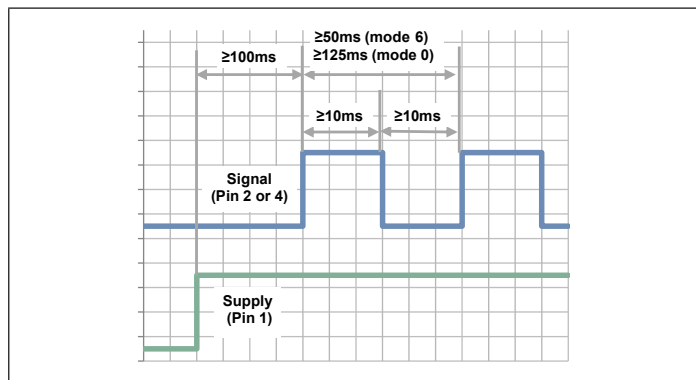 ≥50ms (mode 6)
≥125ms (mode 0)
≥100ms
≥10ms
≥10ms
Signal
(Pin 2 or 4)
Supply
(Pin 1)